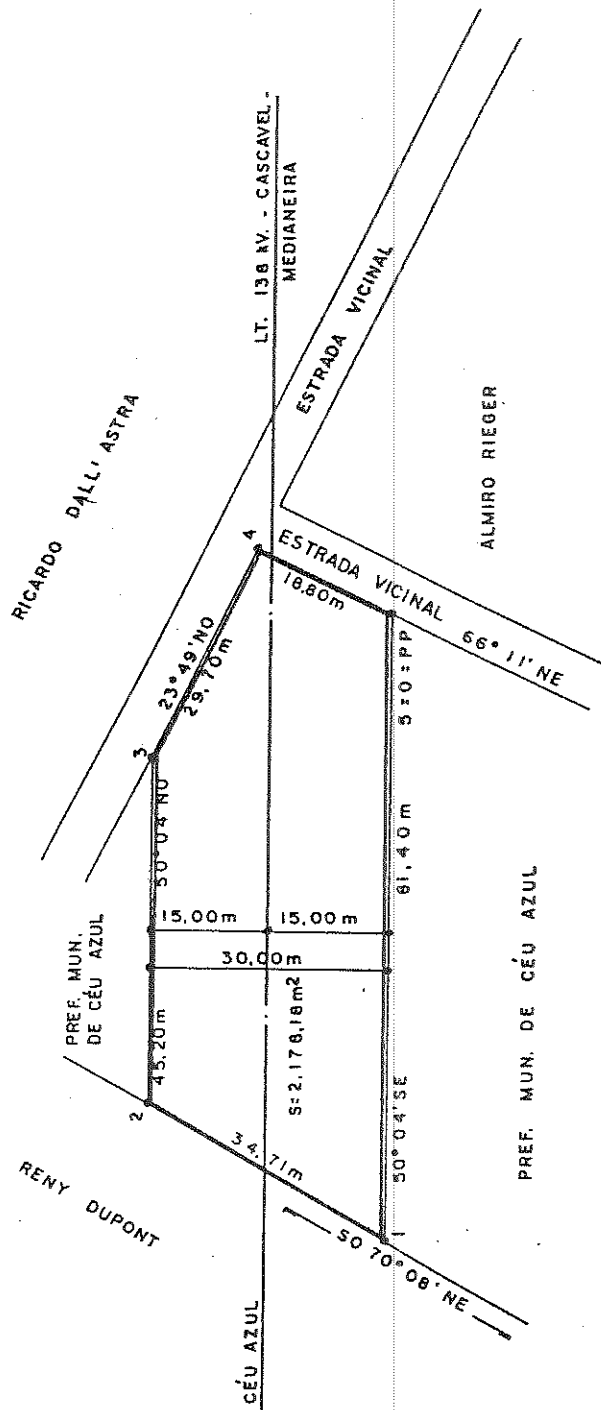 RICARDO DALL' ASTRA
LT. 138 kV. - CASCAVEL -
MEDIANEIRA
ESTRADA VICINAL
ALMIRO RIEGER
ESTRADA VICINAL
66° 11' NE
18,80m
4
23° 49' NO
29,70m
3
50° 04' NO
45,20m
2
PREF. MUN.
DE CÉU AZUL
15,00m
15,00m
30,00m
S=2.178,18m²
5=0=PP
81,40m
50° 04' SE
1
34,71m
SO 70° 08' NE
RENY DUPONT
CÉU AZUL
PREF. MUN. DE CÉU AZUL